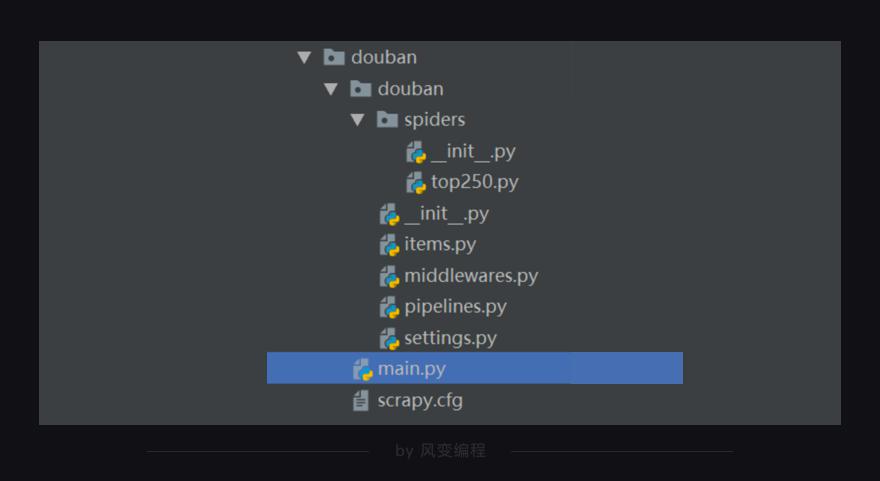 douban
douban
spiders
__init__.py
top250.py
__init__.py
items.py
middlewares.py
pipelines.py
settings.py
main.py
scrapy.cfg
by 风变编程